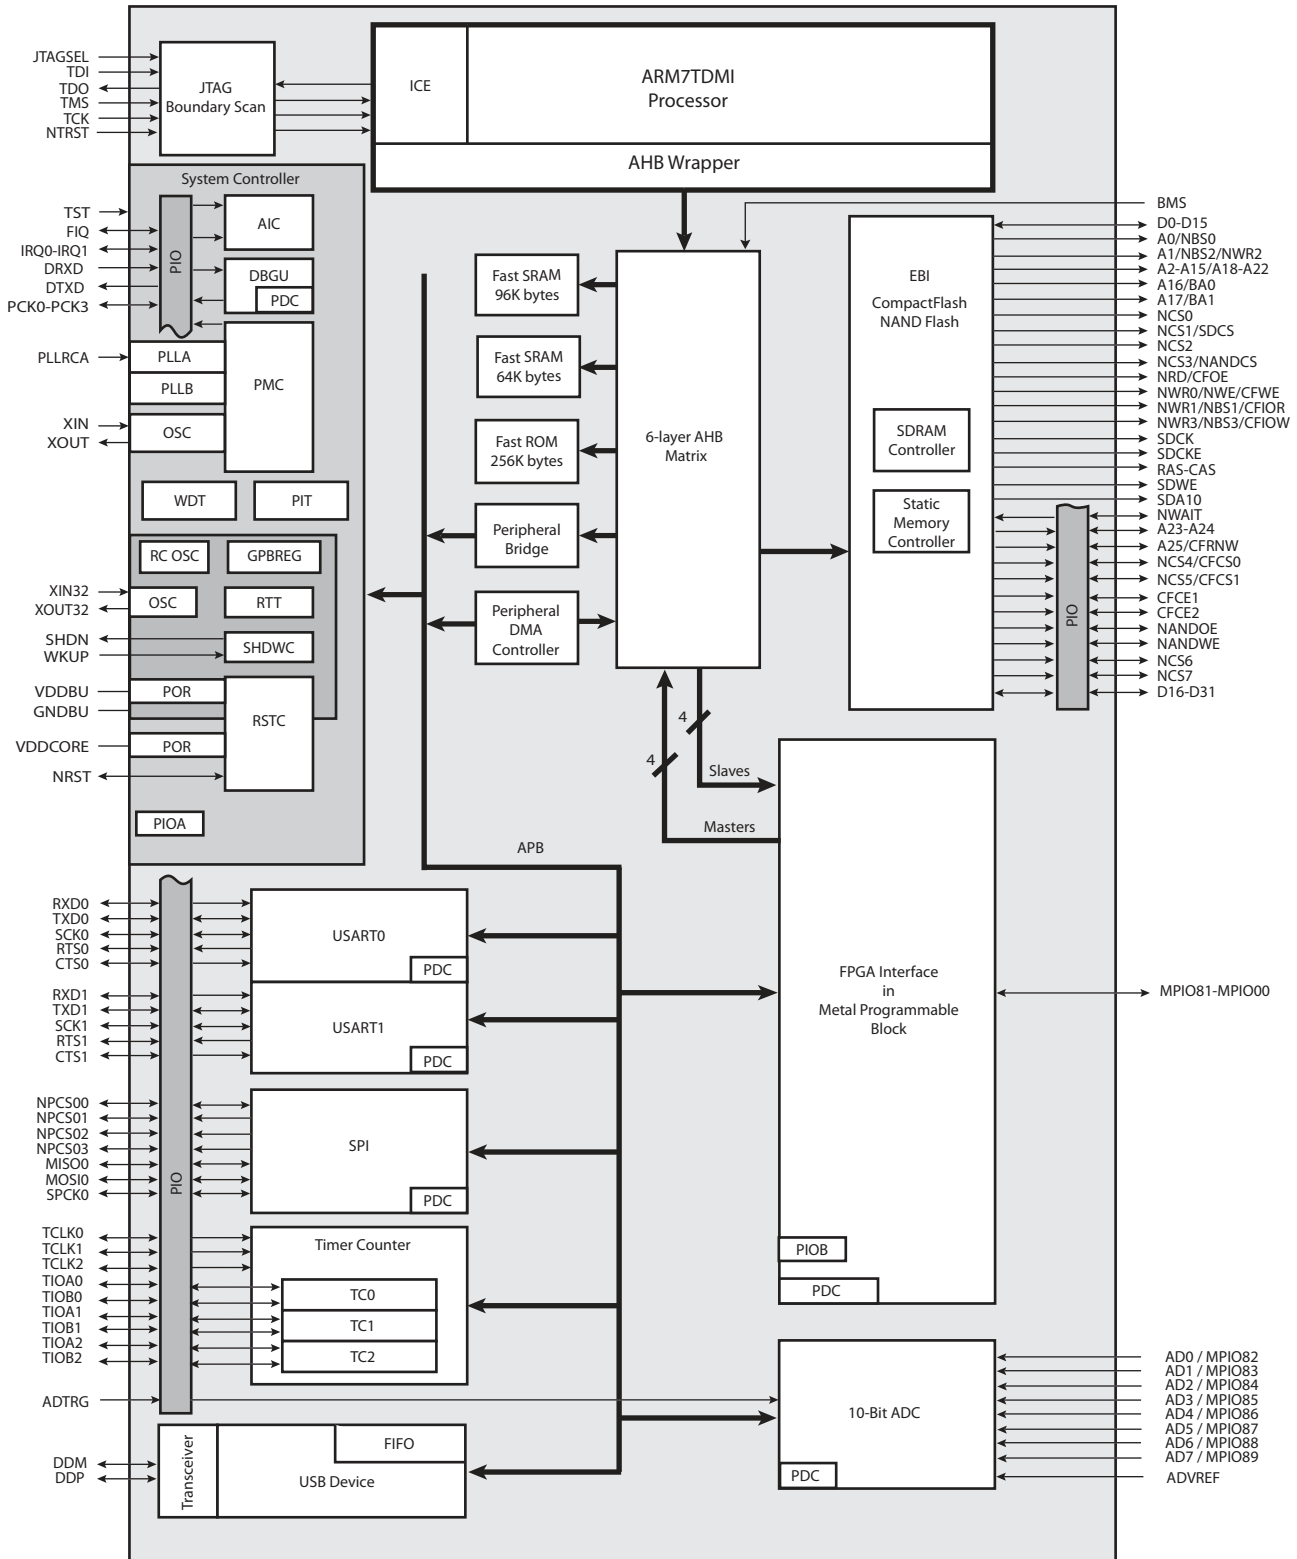 JTAGSEL
TDI
TDO
TMS
TCK
NTRST
JTAG
Boundary Scan
ICE
ARM7TDMI
Processor
AHB Wrapper
System Controller
TST
FIQ
IRQ0-IRQ1
DRXD
DTXD
PCK0-PCK3
PIO
AIC
DBGU
PDC
PLLRCA
PLLA
PLLB
PMC
XIN
XOUT
OSC
WDT
PIT
RC OSC
GPBREG
XIN32
XOUT32
OSC
RTT
SHDN
WKUP
SHDWC
VDDBU
GNDBU
POR
RSTC
VDDCORE
POR
NRST
PIOA
Fast SRAM
96K bytes
Fast SRAM
64K bytes
Fast ROM
256K bytes
Peripheral
Bridge
Peripheral
DMA
Controller
6-layer AHB
Matrix
EBI
CompactFlash
NAND Flash
SDRAM
Controller
Static
Memory
Controller
BMS
D0-D15
A0/NBS0
A1/NBS2/NWR2
A2-A15/A18-A22
A16/BA0
A17/BA1
NCS0
NCS1/SDCS
NCS2
NCS3/NANDCS
NRD/CFOE
NWR0/NWE/CFWE
NWR1/NBS1/CFIOR
NWR3/NBS3/CFIOW
SDCK
SDCKE
RAS-CAS
SDWE
SDA10
PIO
NWAIT
A23-A24
A25/CFRNW
NCS4/CFCS0
NCS5/CFCS1
CFCE1
CFCE2
NANDOE
NANDWE
NCS6
NCS7
D16-D31
4
4
Slaves
Masters
APB
RXD0
TXD0
SCK0
RTS0
CTS0
USART0
PDC
RXD1
TXD1
SCK1
RTS1
CTS1
USART1
PDC
NPCS00
NPCS01
NPCS02
NPCS03
MISO0
MOSI0
SPCK0
PIO
SPI
PDC
TCLK0
TCLK1
TCLK2
TIOA0
TIOB0
TIOA1
TIOB1
TIOA2
TIOB2
Timer Counter
TC0
TC1
TC2
ADTRG
DDM
DDP
Transceiver
FIFO
USB Device
FPGA Interface
in
Metal Programmable
Block
PIOB
PDC
MPIO81-MPIO00
10-Bit ADC
PDC
AD0 / MPIO82
AD1 / MPIO83
AD2 / MPIO84
AD3 / MPIO85
AD4 / MPIO86
AD5 / MPIO87
AD6 / MPIO88
AD7 / MPIO89
ADVREF